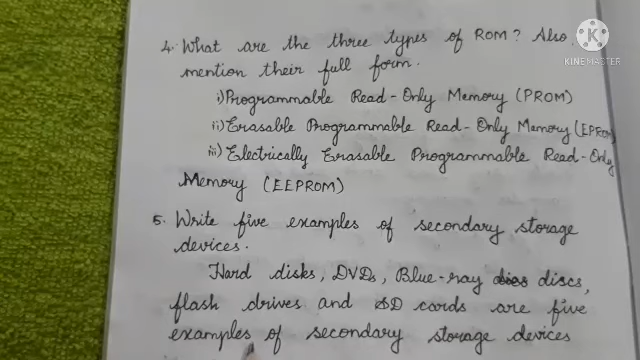 4. What are the three types of ROM? Also,
mention their full form.
i) Programmable Read-Only Memory (PROM)
ii) Erasable Programmable Read-Only Memory (EPROM)
iii) Electrically Erasable Programmable Read-Only
Memory (EEPROM)
5. Write five examples of secondary storage
devices.
Hard disks, DVDs, Blue-ray discs,
flash drives and SD cards are five
examples of secondary storage devices
K
KINEMASTER